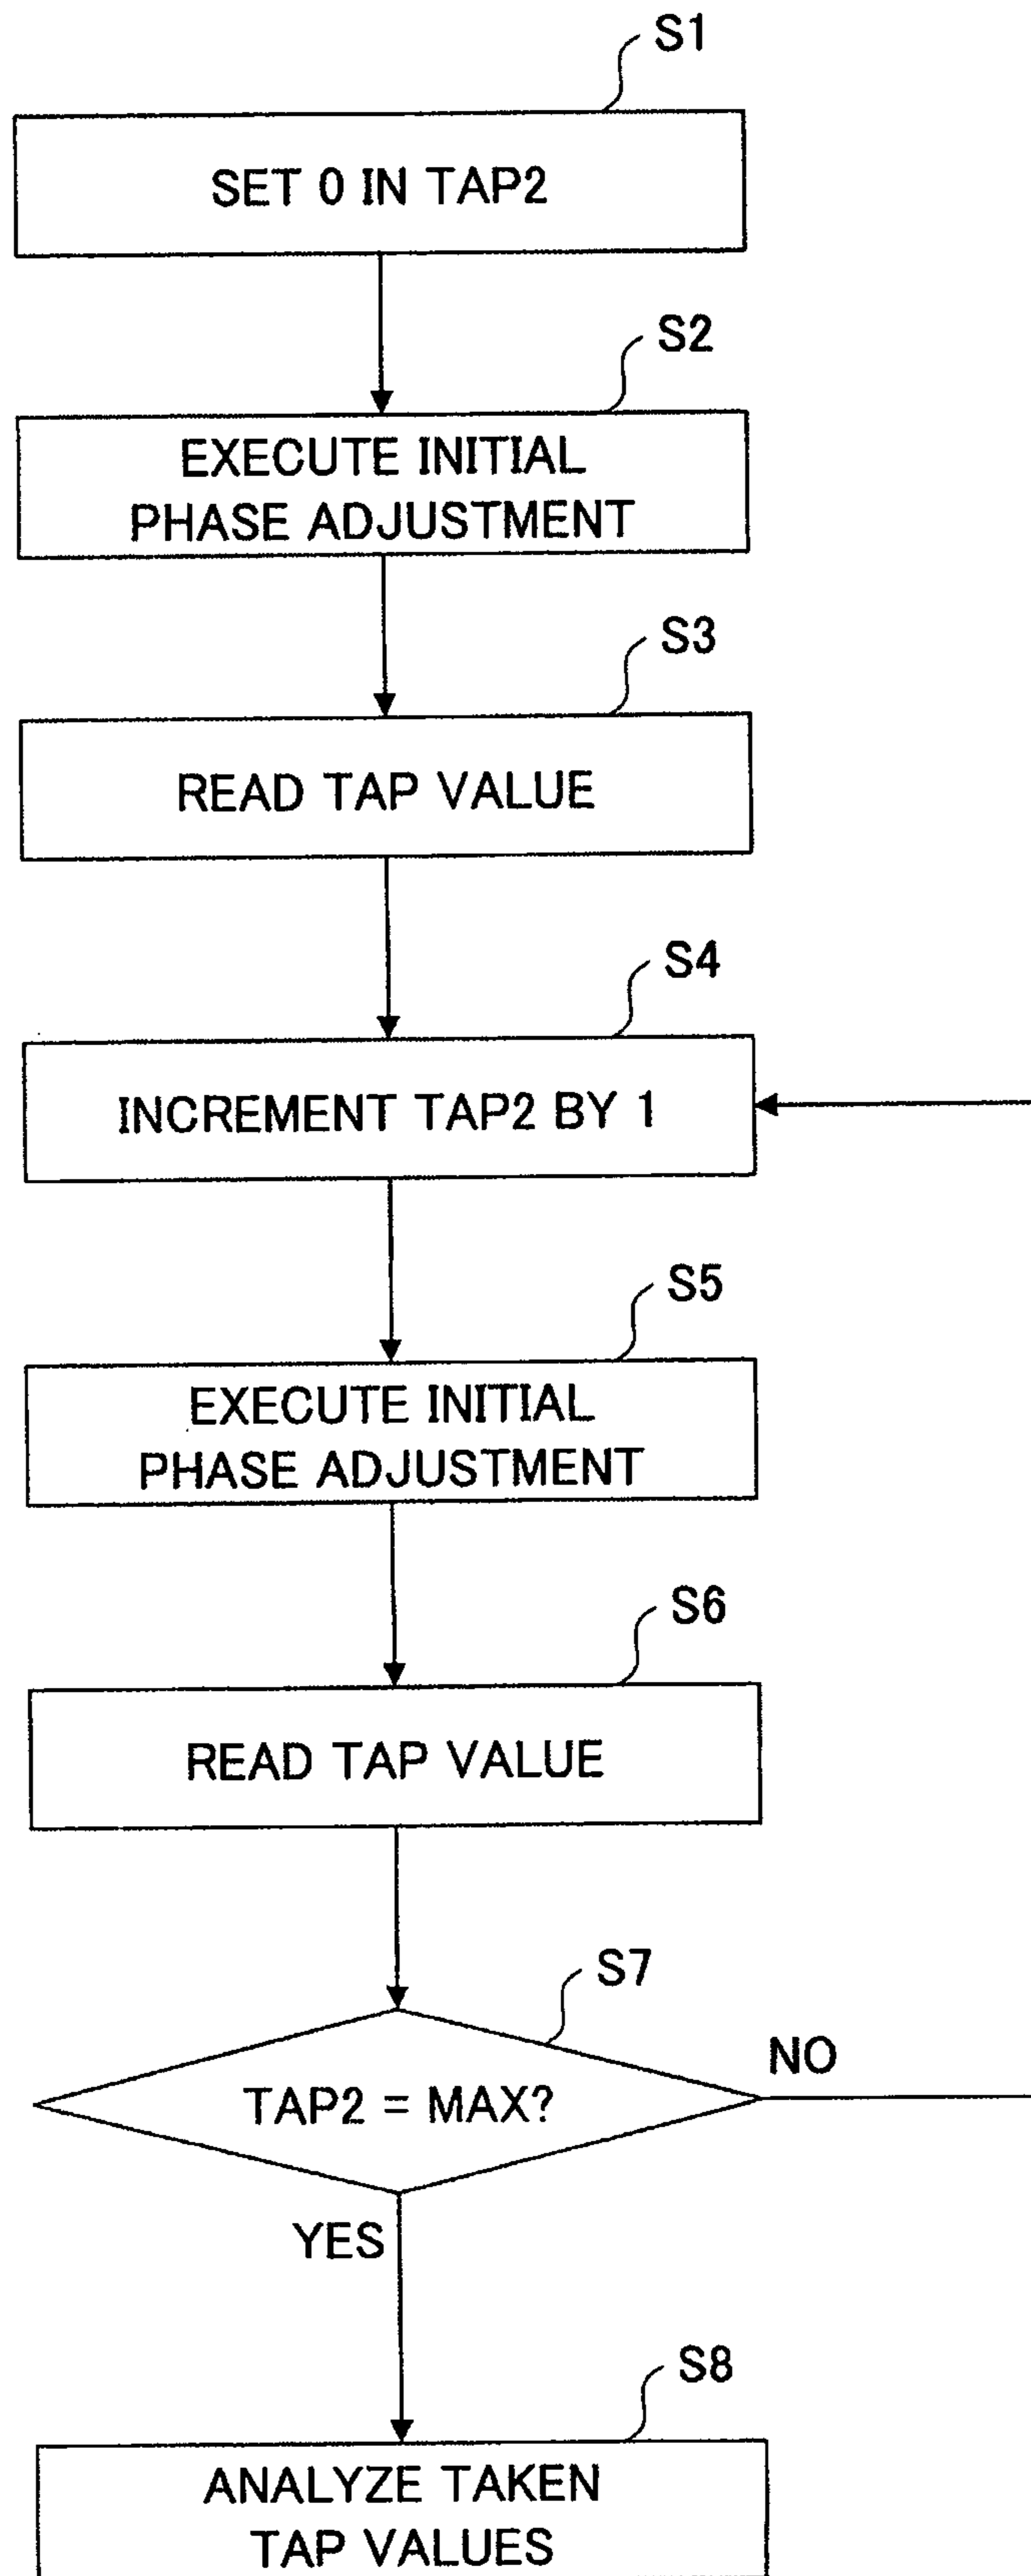 S1
SET 0 IN TAP2
S2
EXECUTE INITIAL
PHASE ADJUSTMENT
S3
READ TAP VALUE
S4
INCREMENT TAP2 BY 1
S5
EXECUTE INITIAL
PHASE ADJUSTMENT
S6
READ TAP VALUE
S7
NO
TAP2 = MAX?
YES
S8
ANALYZE TAKEN
TAP VALUES